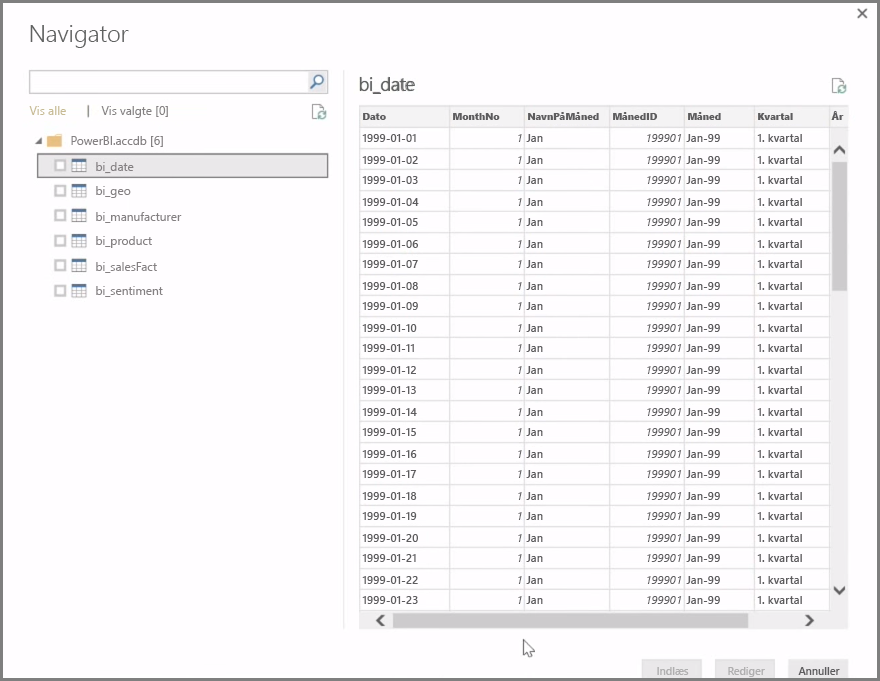 Navigator
Vis alle | Vis valgte [0]
PowerBI.accdb [6]
bi_date
bi_geo
bi_manufacturer
bi_product
bi_salesFact
bi_sentiment
bi_date
Dato MonthNo NavnPåMåned MånedID Måned Kvartal År
1999-01-01 1 Jan 199901 Jan-99 1. kvartal
1999-01-02 1 Jan 199901 Jan-99 1. kvartal
1999-01-03 1 Jan 199901 Jan-99 1. kvartal
1999-01-04 1 Jan 199901 Jan-99 1. kvartal
1999-01-05 1 Jan 199901 Jan-99 1. kvartal
1999-01-06 1 Jan 199901 Jan-99 1. kvartal
1999-01-07 1 Jan 199901 Jan-99 1. kvartal
1999-01-08 1 Jan 199901 Jan-99 1. kvartal
1999-01-09 1 Jan 199901 Jan-99 1. kvartal
1999-01-10 1 Jan 199901 Jan-99 1. kvartal
1999-01-11 1 Jan 199901 Jan-99 1. kvartal
1999-01-12 1 Jan 199901 Jan-99 1. kvartal
1999-01-13 1 Jan 199901 Jan-99 1. kvartal
1999-01-14 1 Jan 199901 Jan-99 1. kvartal
1999-01-15 1 Jan 199901 Jan-99 1. kvartal
1999-01-16 1 Jan 199901 Jan-99 1. kvartal
1999-01-17 1 Jan 199901 Jan-99 1. kvartal
1999-01-18 1 Jan 199901 Jan-99 1. kvartal
1999-01-19 1 Jan 199901 Jan-99 1. kvartal
1999-01-20 1 Jan 199901 Jan-99 1. kvartal
1999-01-21 1 Jan 199901 Jan-99 1. kvartal
1999-01-22 1 Jan 199901 Jan-99 1. kvartal
1999-01-23 1 Jan 199901 Jan-99 1. kvartal
Indlæs Rediger Annuller